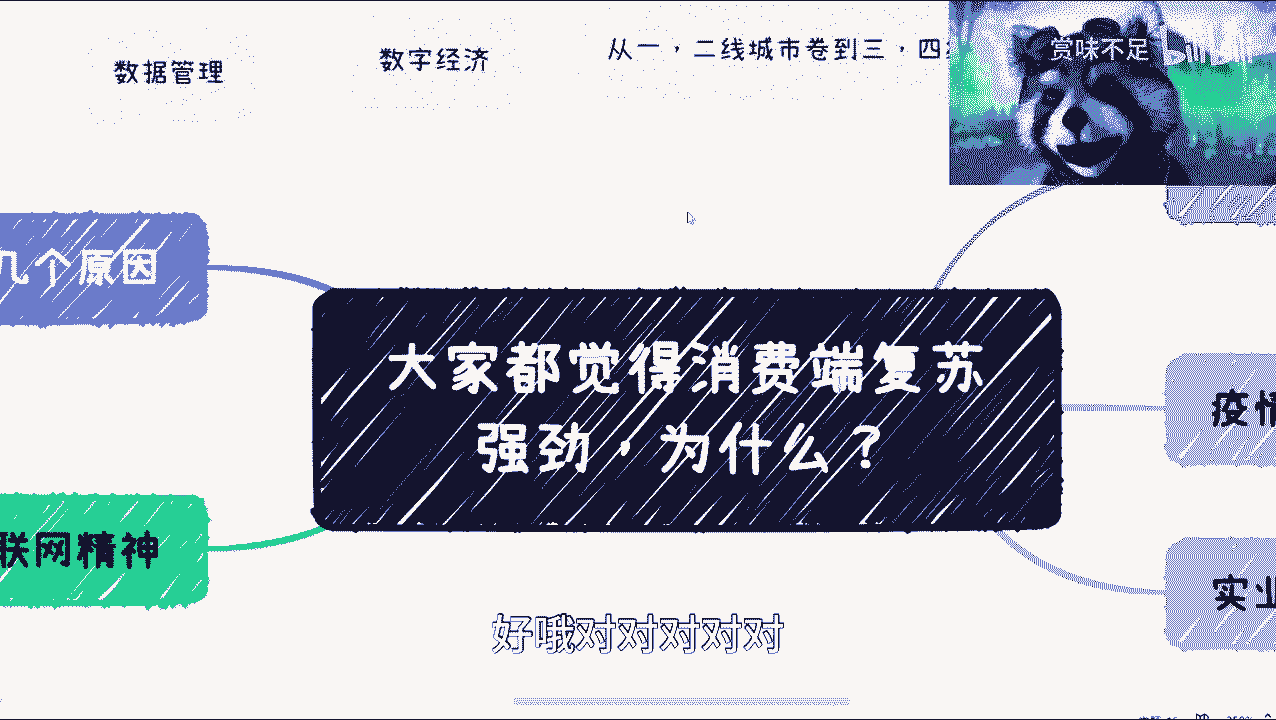 数据管理
数字经济
从一，二线城市卷到三，四
赏味不足
几个原因
大家都觉得消费端复苏
强劲，为什么？
疫情
联网精神
实业
好哦对对对对对